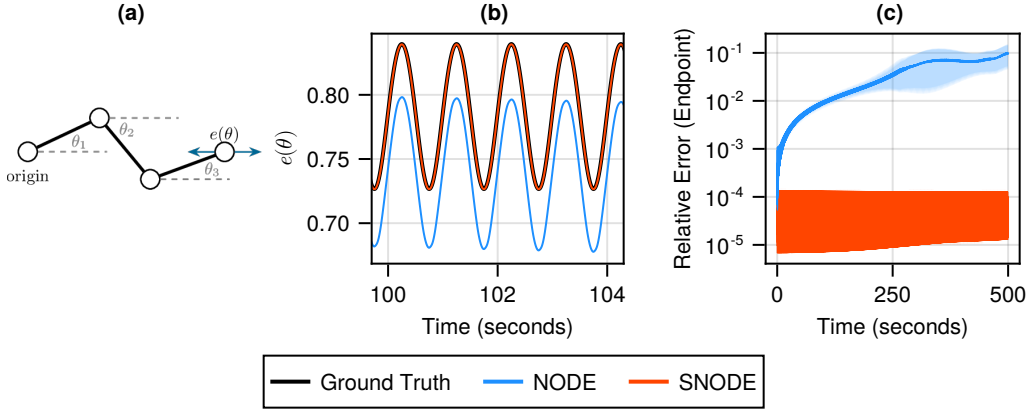 (a)
θ1
θ2
e(θ)
θ3
origin
(b)
e(θ)
0.80
0.75
0.70
100
102
104
Time (seconds)
(c)
Relative Error (Endpoint)
10^-1
10^-2
10^-3
10^-4
10^-5
0
250
500
Time (seconds)
Ground Truth NODE SNODE